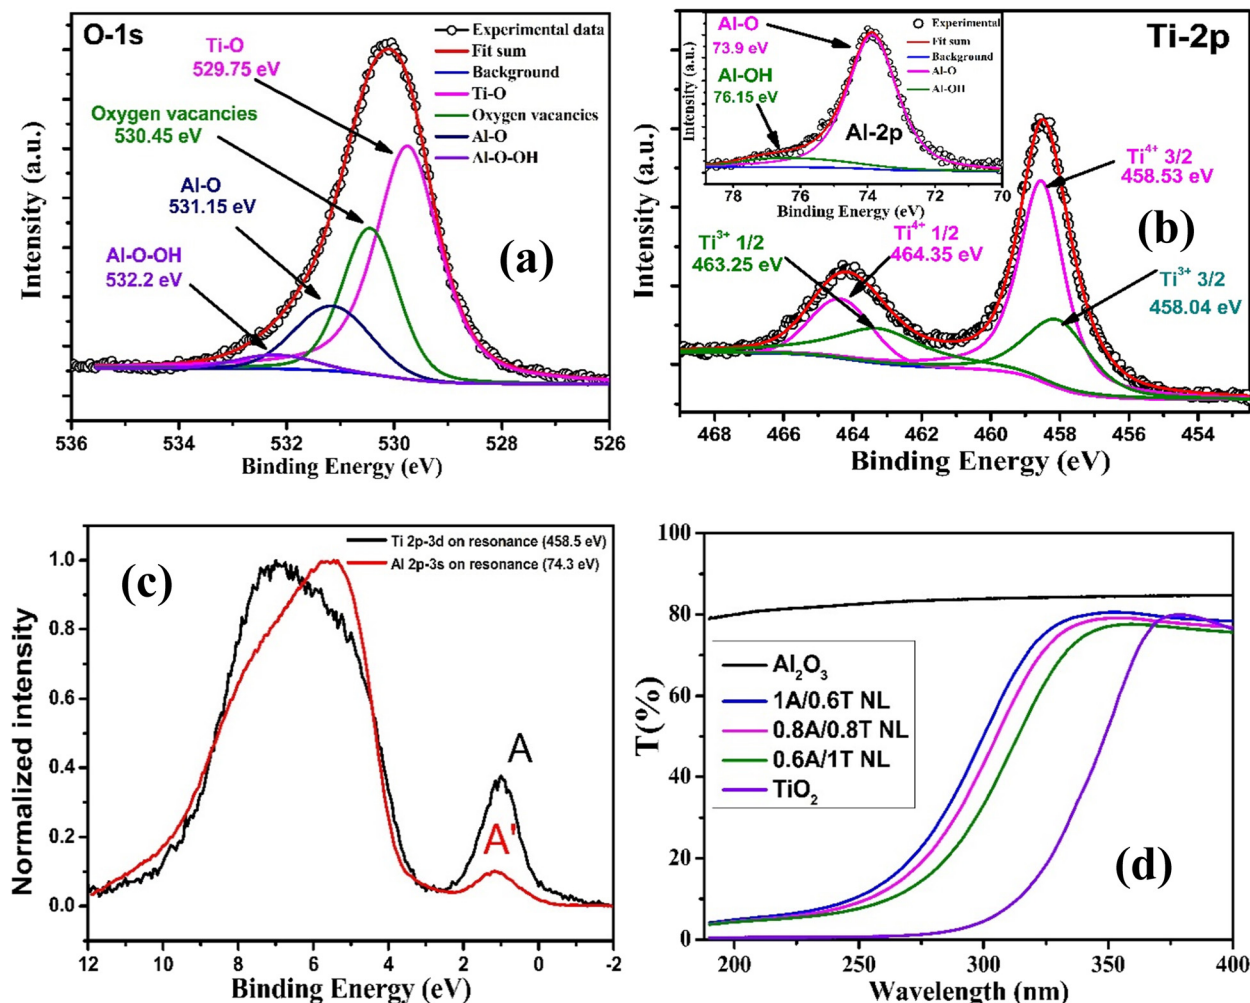 O-1s
Ti-O
529.75 eV
Oxygen vacancies
530.45 eV
Al-O
531.15 eV
Al-O-OH
532.2 eV
Experimental data
Fit sum
Background
Ti-O
Oxygen vacancies
Al-O
Al-O-OH
(a)
Intensity (a.u.)
536 534 532 530 528 526
Binding Energy (eV)
Ti-2p
Al-O
73.9 eV
Al-OH
76.15 eV
Al-2p
Experimental
Fit sum
Background
Al-O
Al-OH
Intensity (a.u.)
78 76 74 72 70
Binding Energy (eV)
Ti4+ 3/2
458.53 eV
(b)
Ti3+ 1/2
463.25 eV
Ti4+ 1/2
464.35 eV
Ti3+ 3/2
458.04 eV
Intensity (a.u.)
468 466 464 462 460 458 456 454
Binding Energy (eV)
(c)
Ti 2p-3d on resonance (458.5 eV)
Al 2p-3s on resonance (74.3 eV)
A
A'
Normalized intensity
1.0
0.8
0.6
0.4
0.2
0.0
12 10 8 6 4 2 0 -2
Binding Energy (eV)
T(%)
100
80
60
40
20
0
Al2O3
1A/0.6T NL
0.8A/0.8T NL
0.6A/1T NL
TiO2
(d)
200 250 300 350 400
Wavelength (nm)